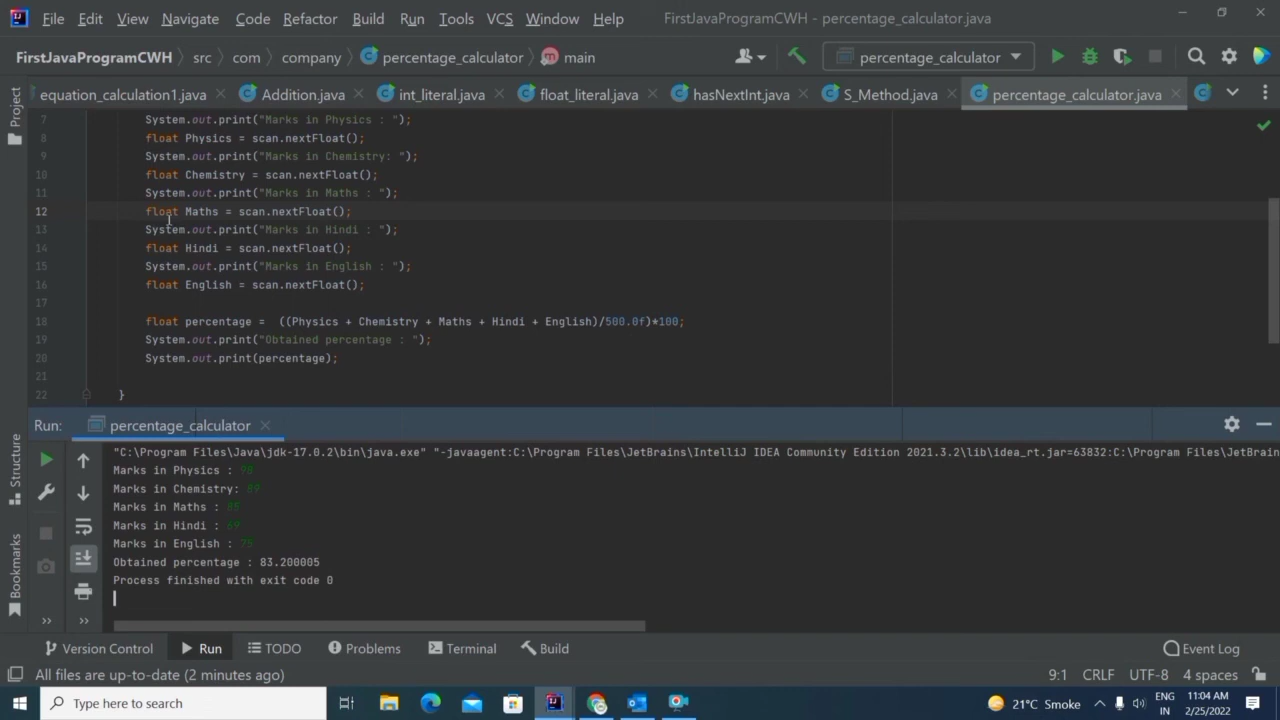 File Edit View Navigate Code Refactor Build Run Tools VCS Window Help FirstJavaProgramCWH - percentage_calculator.java
FirstJavaProgramCWH src com company percentage_calculator main percentage_calculator
equation_calculation1.java Addition.java int_literal.java float_literal.java hasNextInt.java S_Method.java percentage_calculator.java
Project
7 System.out.print("Marks in Physics : ");
8 float Physics = scan.nextFloat();
9 System.out.print("Marks in Chemistry: ");
10 float Chemistry = scan.nextFloat();
11 System.out.print("Marks in Maths : ");
12 float Maths = scan.nextFloat();
13 System.out.print("Marks in Hindi : ");
14 float Hindi = scan.nextFloat();
15 System.out.print("Marks in English : ");
16 float English = scan.nextFloat();
17
18 float percentage =  ((Physics + Chemistry + Maths + Hindi + English)/500.0f)*100;
19 System.out.print("Obtained percentage : ");
20 System.out.print(percentage);
21
22 }
Run: percentage_calculator
Structure
Bookmarks
"C:\Program Files\Java\jdk-17.0.2\bin\java.exe" "-javaagent:C:\Program Files\JetBrains\IntelliJ IDEA Community Edition 2021.3.2\lib\idea_rt.jar=63832:C:\Program Files\JetBrain
Marks in Physics : 98
Marks in Chemistry: 89
Marks in Maths : 85
Marks in Hindi : 69
Marks in English : 75
Obtained percentage : 83.200005
Process finished with exit code 0
Version Control Run TODO Problems Terminal Build Event Log
All files are up-to-date (2 minutes ago) 9:1 CRLF UTF-8 4 spaces
Type here to search 21°C Smoke ENG 11:04 AM
IN 2/25/2022